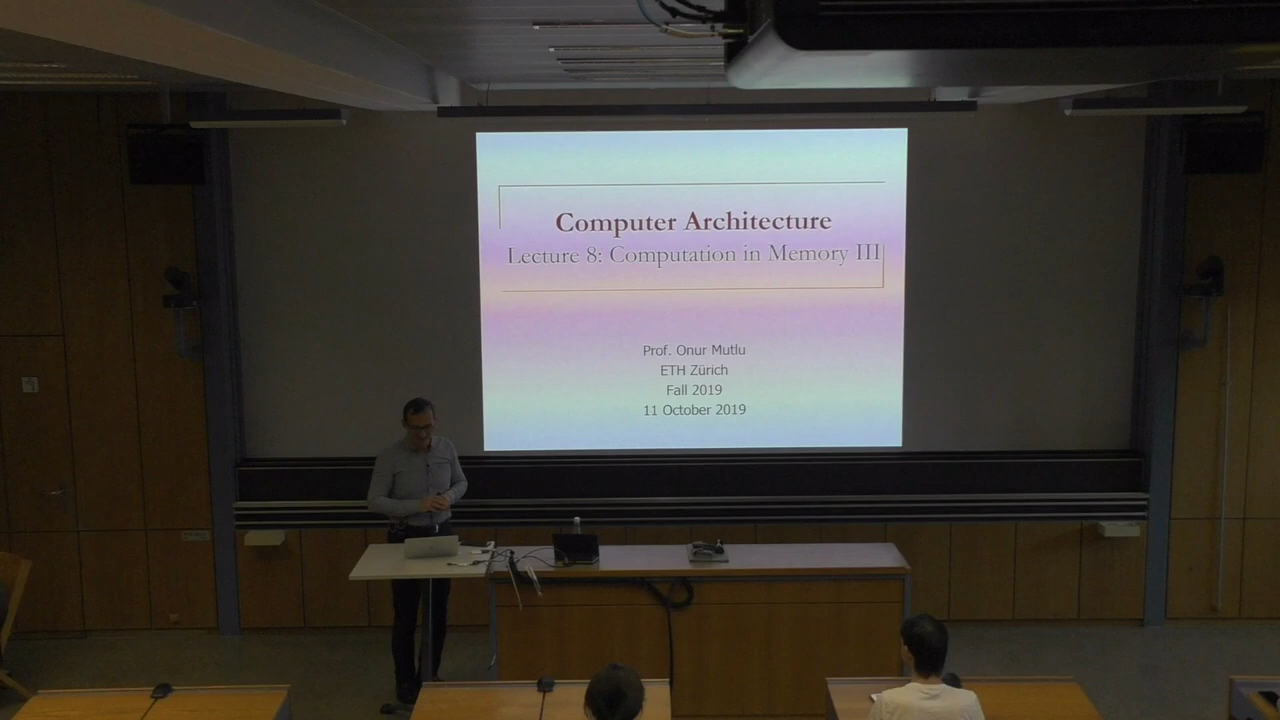 Computer Architecture
Lecture 8: Computation in Memory III
Prof. Onur Mutlu
ETH Zürich
Fall 2019
11 October 2019